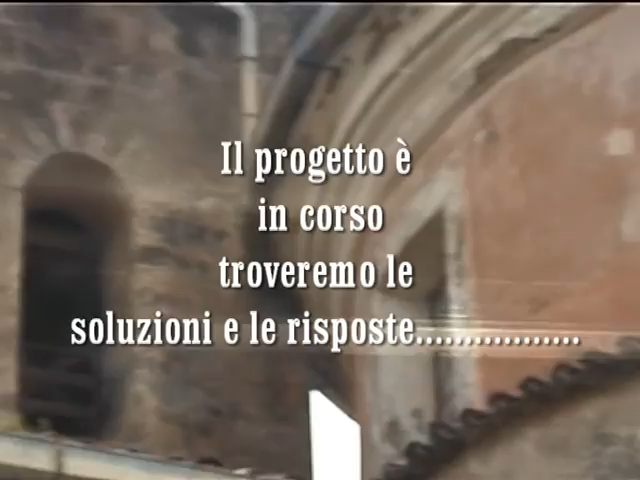 Il progetto è
in corso
troveremo le
soluzioni e le risposte.................